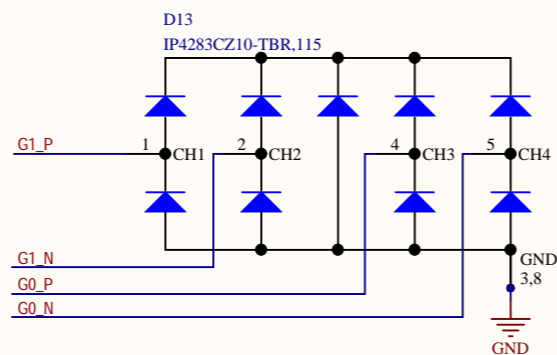 D13
IP4283CZ10-TBR,115
G1_P 1 CH1 2 CH2 4 CH3 5 CH4
G1_N
G0_P
G0_N
GND
3,8
GND